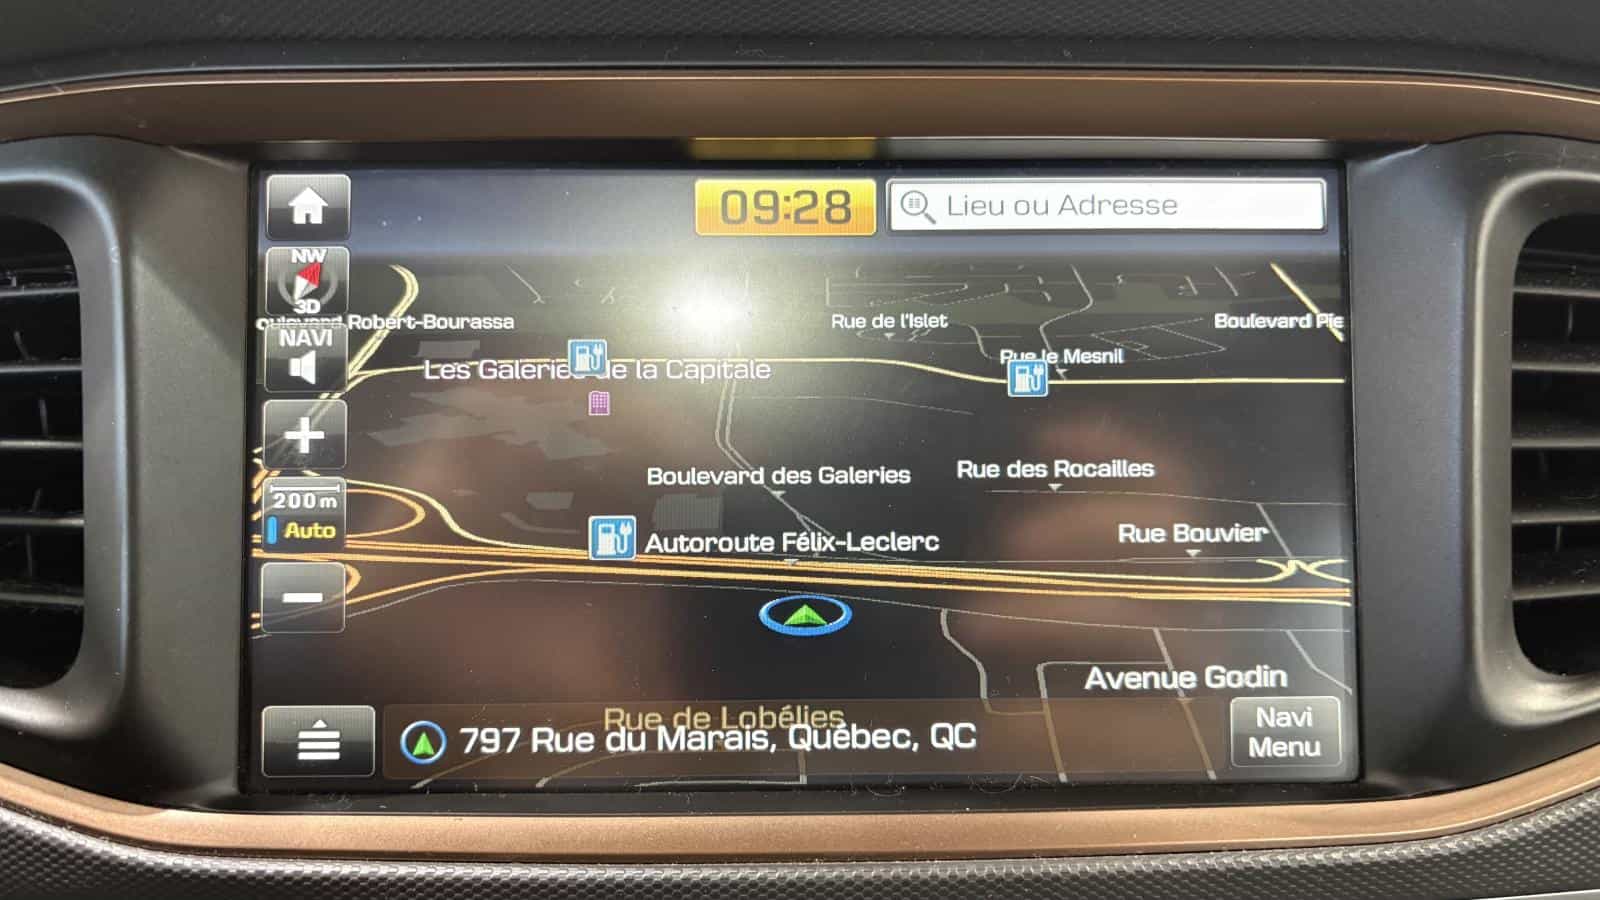 09:28
Lieu ou Adresse
NW
3D
Robert-Bourassa
Rue de l'Islet
Boulevard Pie
NAVI
Les Galeries de la Capitale
Rue le Mesnil
Boulevard des Galeries
Rue des Rocailles
200 m
Auto
Autoroute Félix-Leclerc
Rue Bouvier
Avenue Godin
Rue de Lobélies
797 Rue du Marais, Québec, QC
Navi
Menu